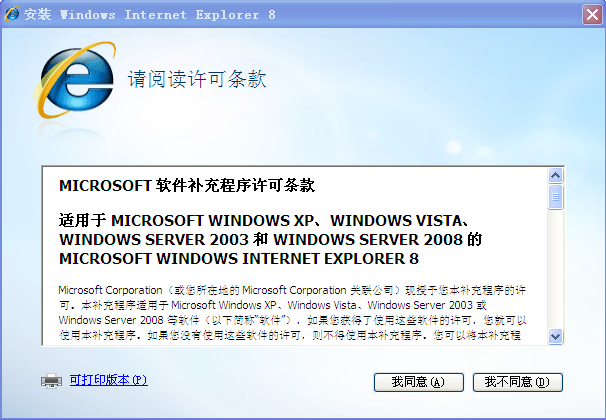 安装 Windows Internet Explorer 8
请阅读许可条款
MICROSOFT 软件补充程序许可条款
适用于 MICROSOFT WINDOWS XP、WINDOWS VISTA、
WINDOWS SERVER 2003 和 WINDOWS SERVER 2008 的
MICROSOFT WINDOWS INTERNET EXPLORER 8
Microsoft Corporation（或您所在地的 Microsoft Corporation 关联公司）现授予您本补充程序的许
可。本补充程序适用于 Microsoft Windows XP、Windows Vista、Windows Server 2003 或
Windows Server 2008 等软件（以下简称“软件”），如果您获得了使用这些软件的许可，您就可以
使用本补充程序。如果您没有使用这些软件的许可，则不得使用本补充程序。您可以将本补充程
可打印版本(P)
我同意(A) 我不同意(D)